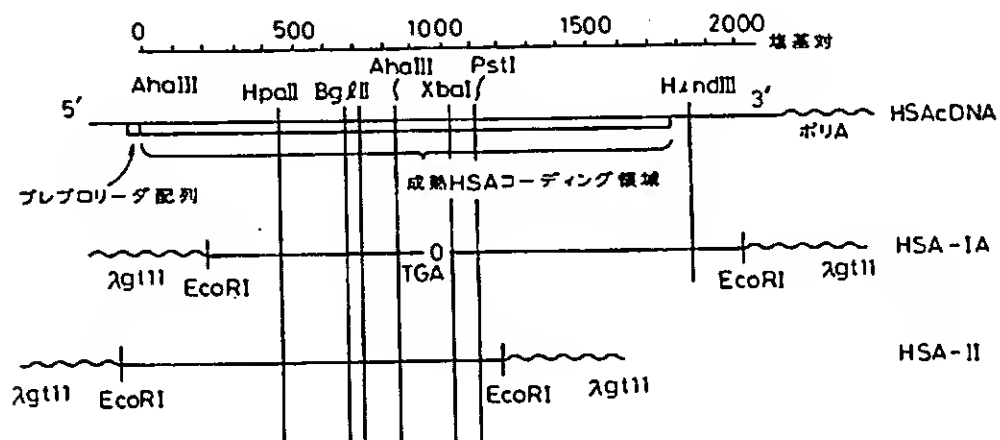 0 500 1000 1500 2000 塩基対
AhaIII PstI
AhaIII HpaII BglII XbaI HindIII
5′ 3′ HSAcDNA
ポリA
プレプロリーダ配列 成熟HSAコーディング領域
0 HSA-IA
TGA
λgt11 EcoRI EcoRI λgt11
HSA-II
λgt11 EcoRI EcoRI λgt11